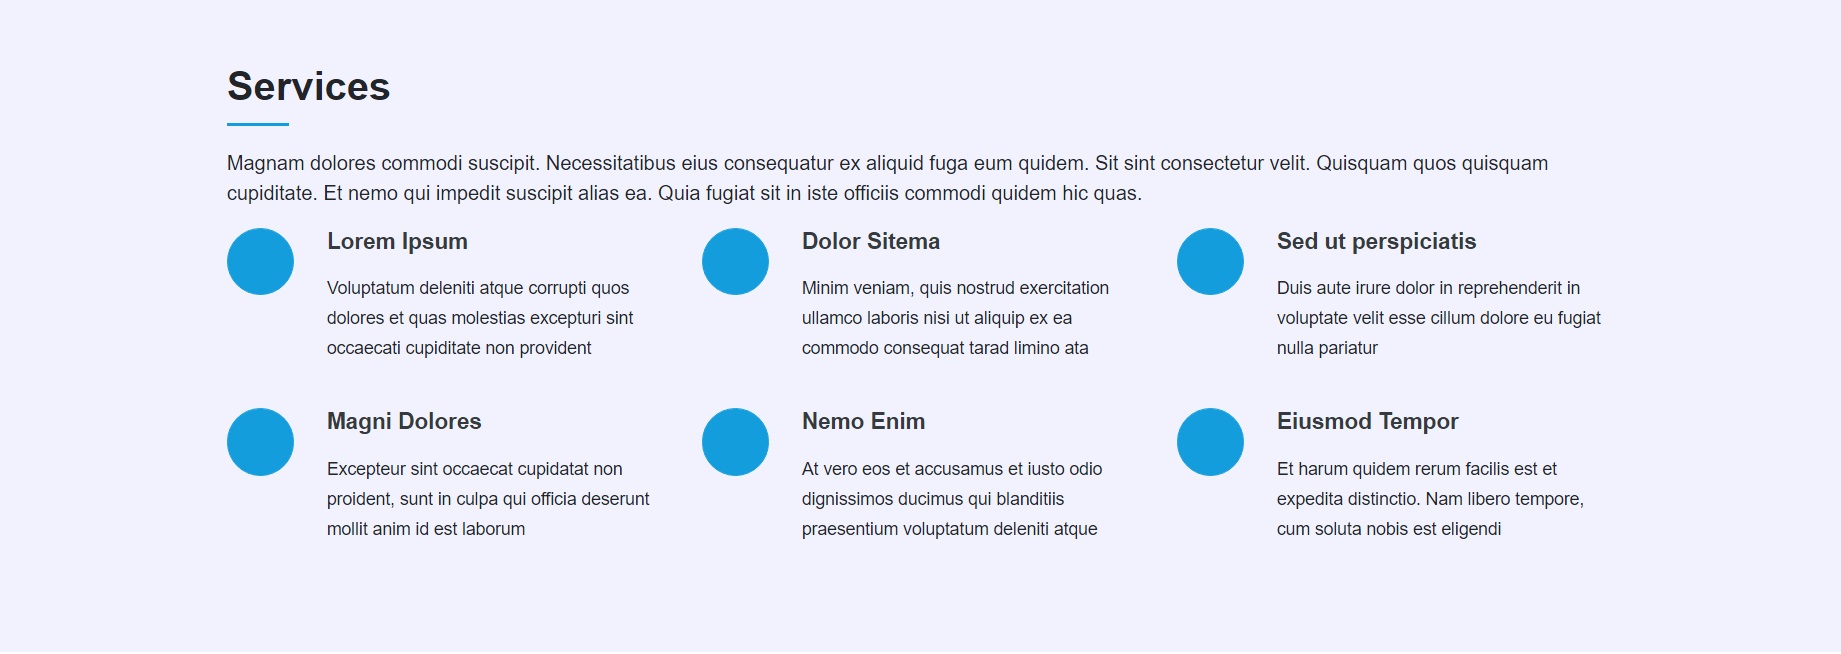 Services
Magnam dolores commodi suscipit. Necessitatibus eius consequatur ex aliquid fuga eum quidem. Sit sint consectetur velit. Quisquam quos quisquam
cupiditate. Et nemo qui impedit suscipit alias ea. Quia fugiat sit in iste officiis commodi quidem hic quas.
Lorem Ipsum
Voluptatum deleniti atque corrupti quos
dolores et quas molestias excepturi sint
occaecati cupiditate non provident
Dolor Sitema
Minim veniam, quis nostrud exercitation
ullamco laboris nisi ut aliquip ex ea
commodo consequat tarad limino ata
Sed ut perspiciatis
Duis aute irure dolor in reprehenderit in
voluptate velit esse cillum dolore eu fugiat
nulla pariatur
Magni Dolores
Excepteur sint occaecat cupidatat non
proident, sunt in culpa qui officia deserunt
mollit anim id est laborum
Nemo Enim
At vero eos et accusamus et iusto odio
dignissimos ducimus qui blanditiis
praesentium voluptatum deleniti atque
Eiusmod Tempor
Et harum quidem rerum facilis est et
expedita distinctio. Nam libero tempore,
cum soluta nobis est eligendi